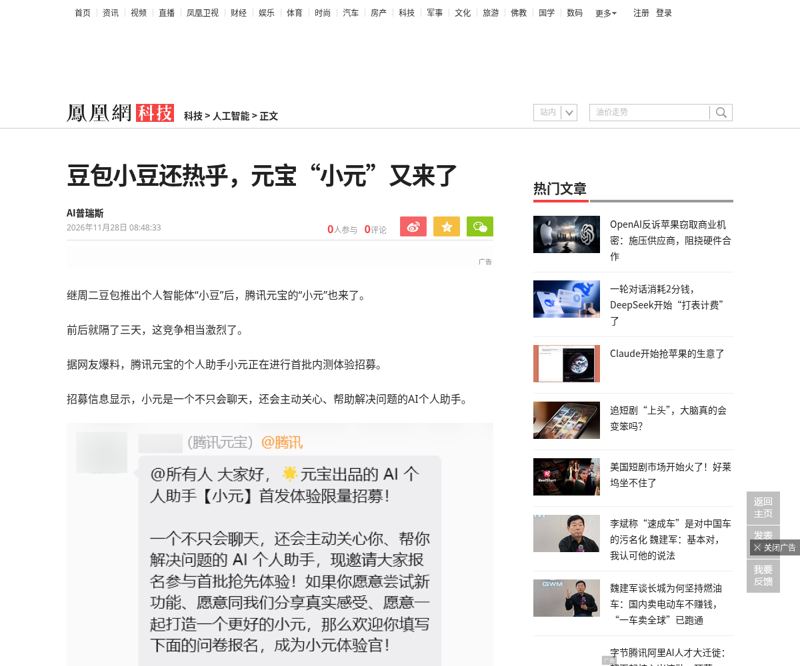 首页 资讯 视频 直播 凤凰卫视 财经 娱乐 体育 时尚 汽车 房产 科技 军事 文化 旅游 佛教 国学 数码 更多 注册 登录
鳳凰網 科技 科技 > 人工智能 > 正文
站内 油价走势
豆包小豆还热乎，元宝“小元”又来了
AI普瑞斯
2026年11月28日 08:48:33
0人参与 0评论
广告
继周二豆包推出个人智能体“小豆”后，腾讯元宝的“小元”也来了。
前后就隔了三天，这竞争相当激烈了。
据网友爆料，腾讯元宝的个人助手小元正在进行首批内测体验招募。
招募信息显示，小元是一个不只会聊天，还会主动关心、帮助解决问题的AI个人助手。
(腾讯元宝) @腾讯
@所有人 大家好，🌟元宝出品的 AI 个
人助手【小元】首发体验限量招募！
一个不只会聊天，还会主动关心你、帮你
解决问题的 AI 个人助手，现邀请大家报
名参与首批抢先体验！如果你愿意尝试新
功能、愿意同我们分享真实感受、愿意一
起打造一个更好的小元，那么欢迎你填写
下面的问卷报名，成为小元体验官！
热门文章
OpenAI反诉苹果窃取商业机
密：施压供应商，阻挠硬件合
作
一轮对话消耗2分钱，
DeepSeek开始“打表计费”
了
Claude开始抢苹果的生意了
追短剧“上头”，大脑真的会
变笨吗？
美国短剧市场开始火了！好莱
坞坐不住了
李斌称“速成车”是对中国车
的污名化 魏建军：基本对，
我认可他的说法
GWM
魏建军谈长城为何坚持燃油
车：国内卖电动车不赚钱，
“一车卖全球”已跑通
字节腾讯阿里AI人才大迁徙：
返回
主页
发表
关闭广告
我要
反馈